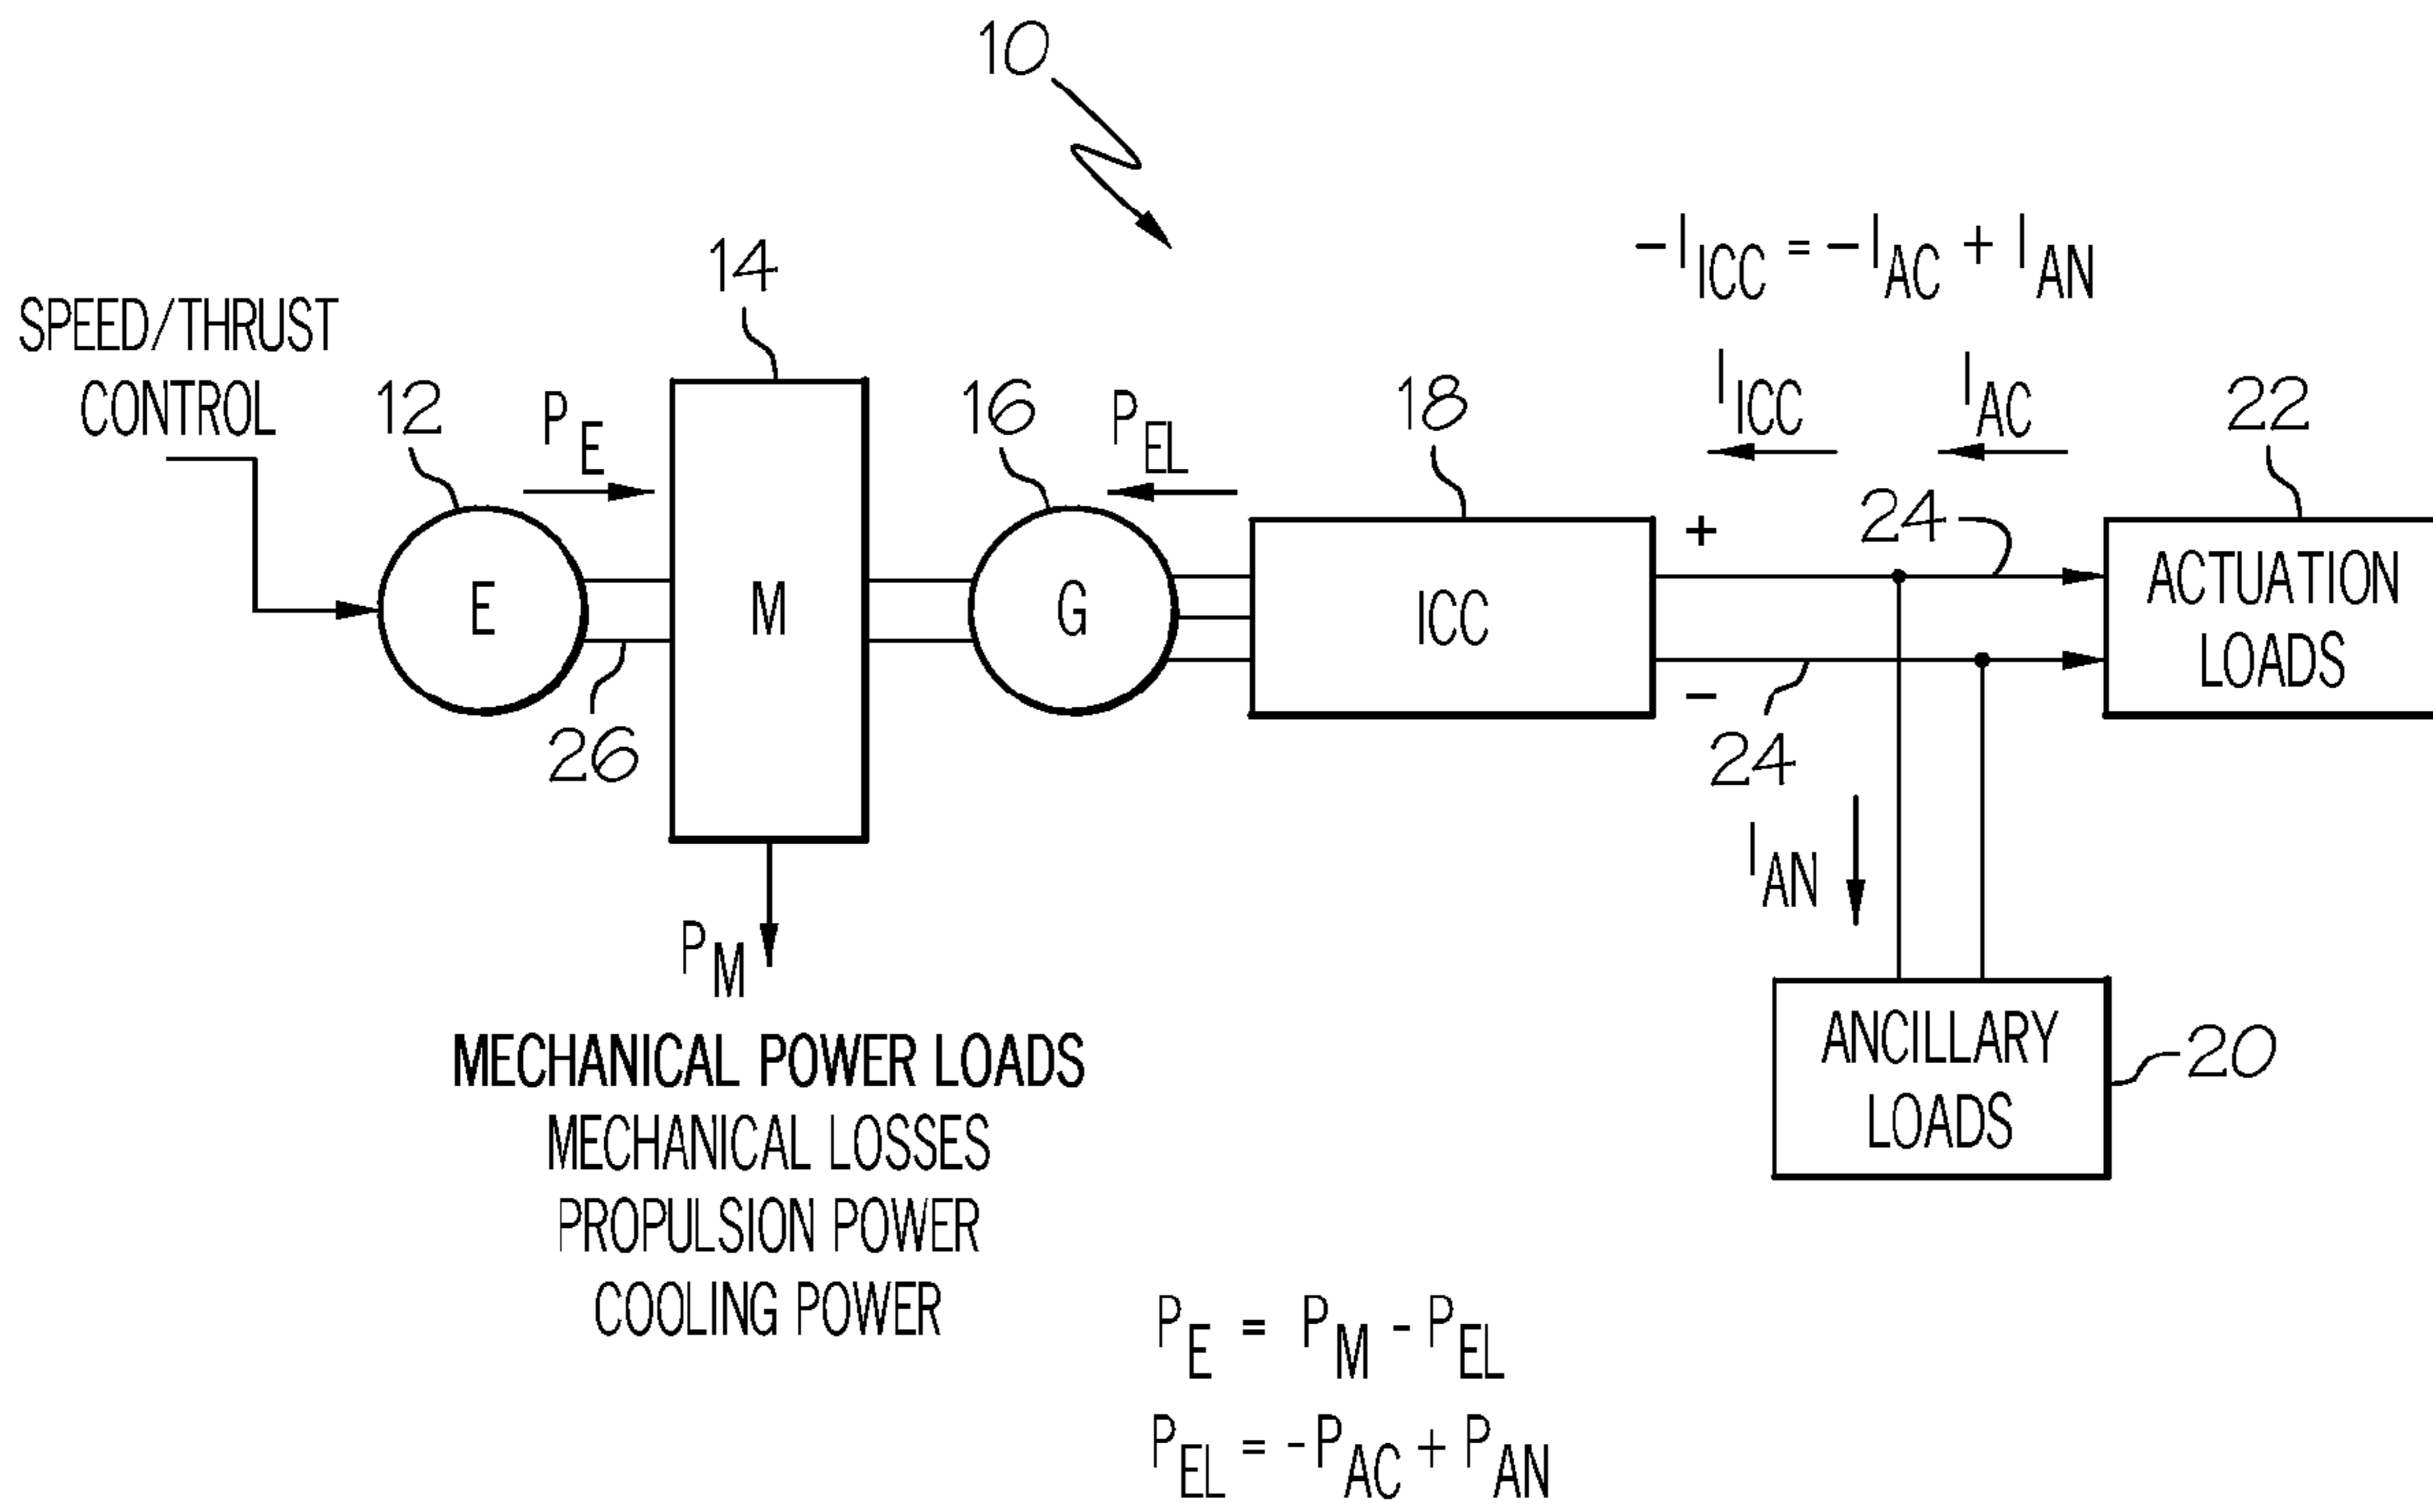 10
-I_ICC = -I_AC + I_AN
SPEED/THRUST
CONTROL
12
P_E
14
16
P_EL
18
I_ICC
I_AC
22
24
E
M
G
ICC
+
-
ACTUATION
LOADS
26
24
I_AN
P_M
MECHANICAL POWER LOADS
MECHANICAL LOSSES
PROPULSION POWER
COOLING POWER
ANCILLARY
LOADS
20
P_E = P_M - P_EL
P_EL = -P_AC + P_AN